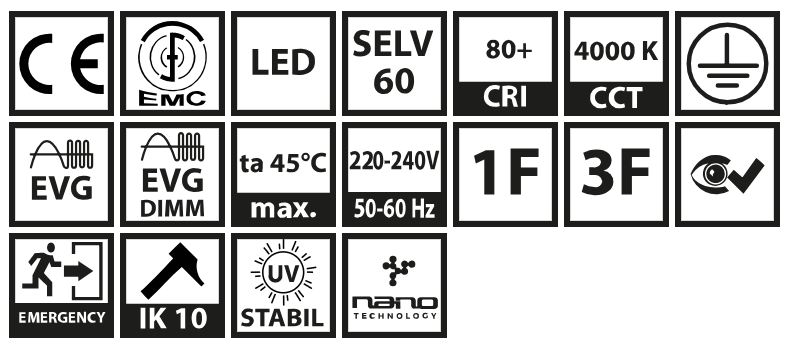 CE
EMC
LED
SELV
60
80+
CRI
4000 K
CCT
EVG
EVG
DIMM
ta 45°C
max.
220-240V
50-60 Hz
1F
3F
EMERGENCY
IK 10
UV
STABIL
nano
TECHNOLOGY